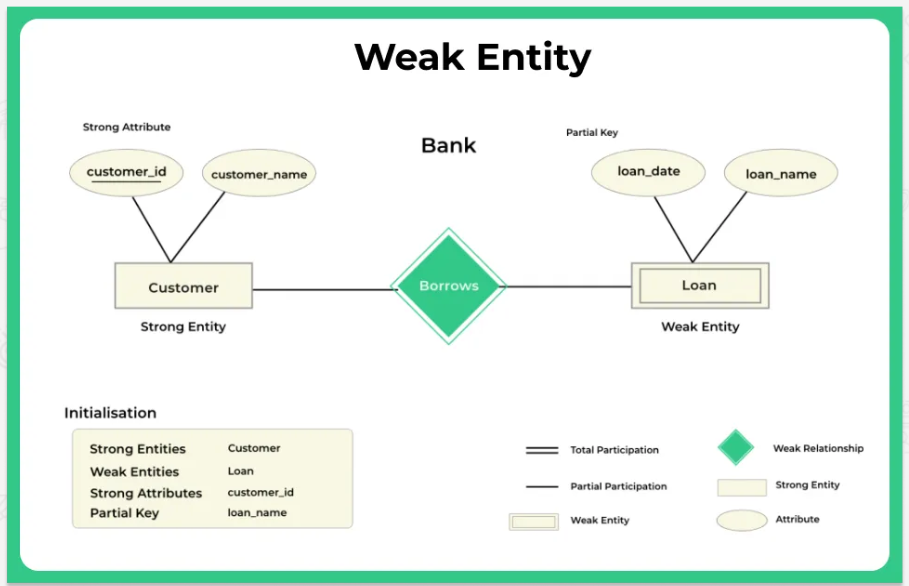 Weak Entity
Strong Attribute
Partial Key
Bank
customer_id
customer_name
loan_date
loan_name
Customer
Borrows
Loan
Strong Entity
Weak Entity
Initialisation
Strong Entities Customer
Weak Entities Loan
Strong Attributes customer_id
Partial Key loan_name
Total Participation
Weak Relationship
Partial Participation
Strong Entity
Weak Entity
Attribute